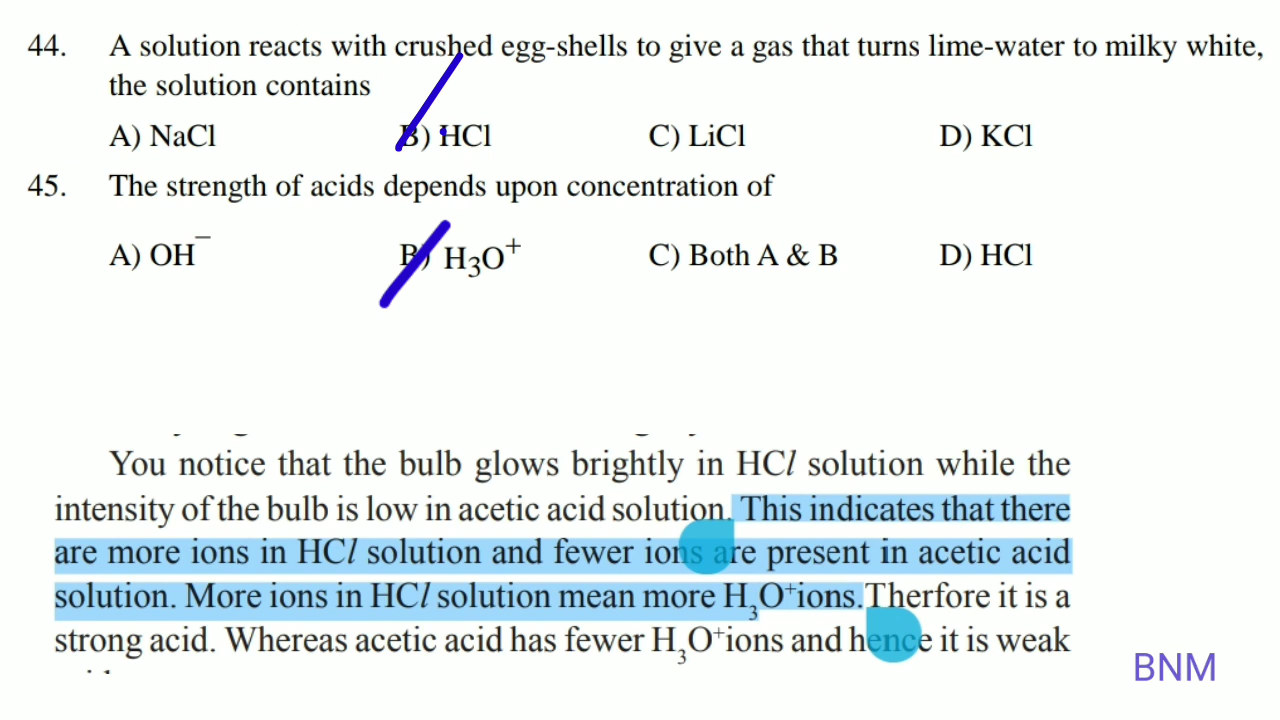 44. A solution reacts with crushed egg-shells to give a gas that turns lime-water to milky white,
the solution contains
A) NaCl B) HCl C) LiCl D) KCl
45. The strength of acids depends upon concentration of
A) OH⁻ B) H₃O⁺ C) Both A & B D) HCl
You notice that the bulb glows brightly in HCl solution while the
intensity of the bulb is low in acetic acid solution. This indicates that there
are more ions in HCl solution and fewer ions are present in acetic acid
solution. More ions in HCl solution mean more H₃O⁺ions.Therfore it is a
strong acid. Whereas acetic acid has fewer H₃O⁺ions and hence it is weak
BNM